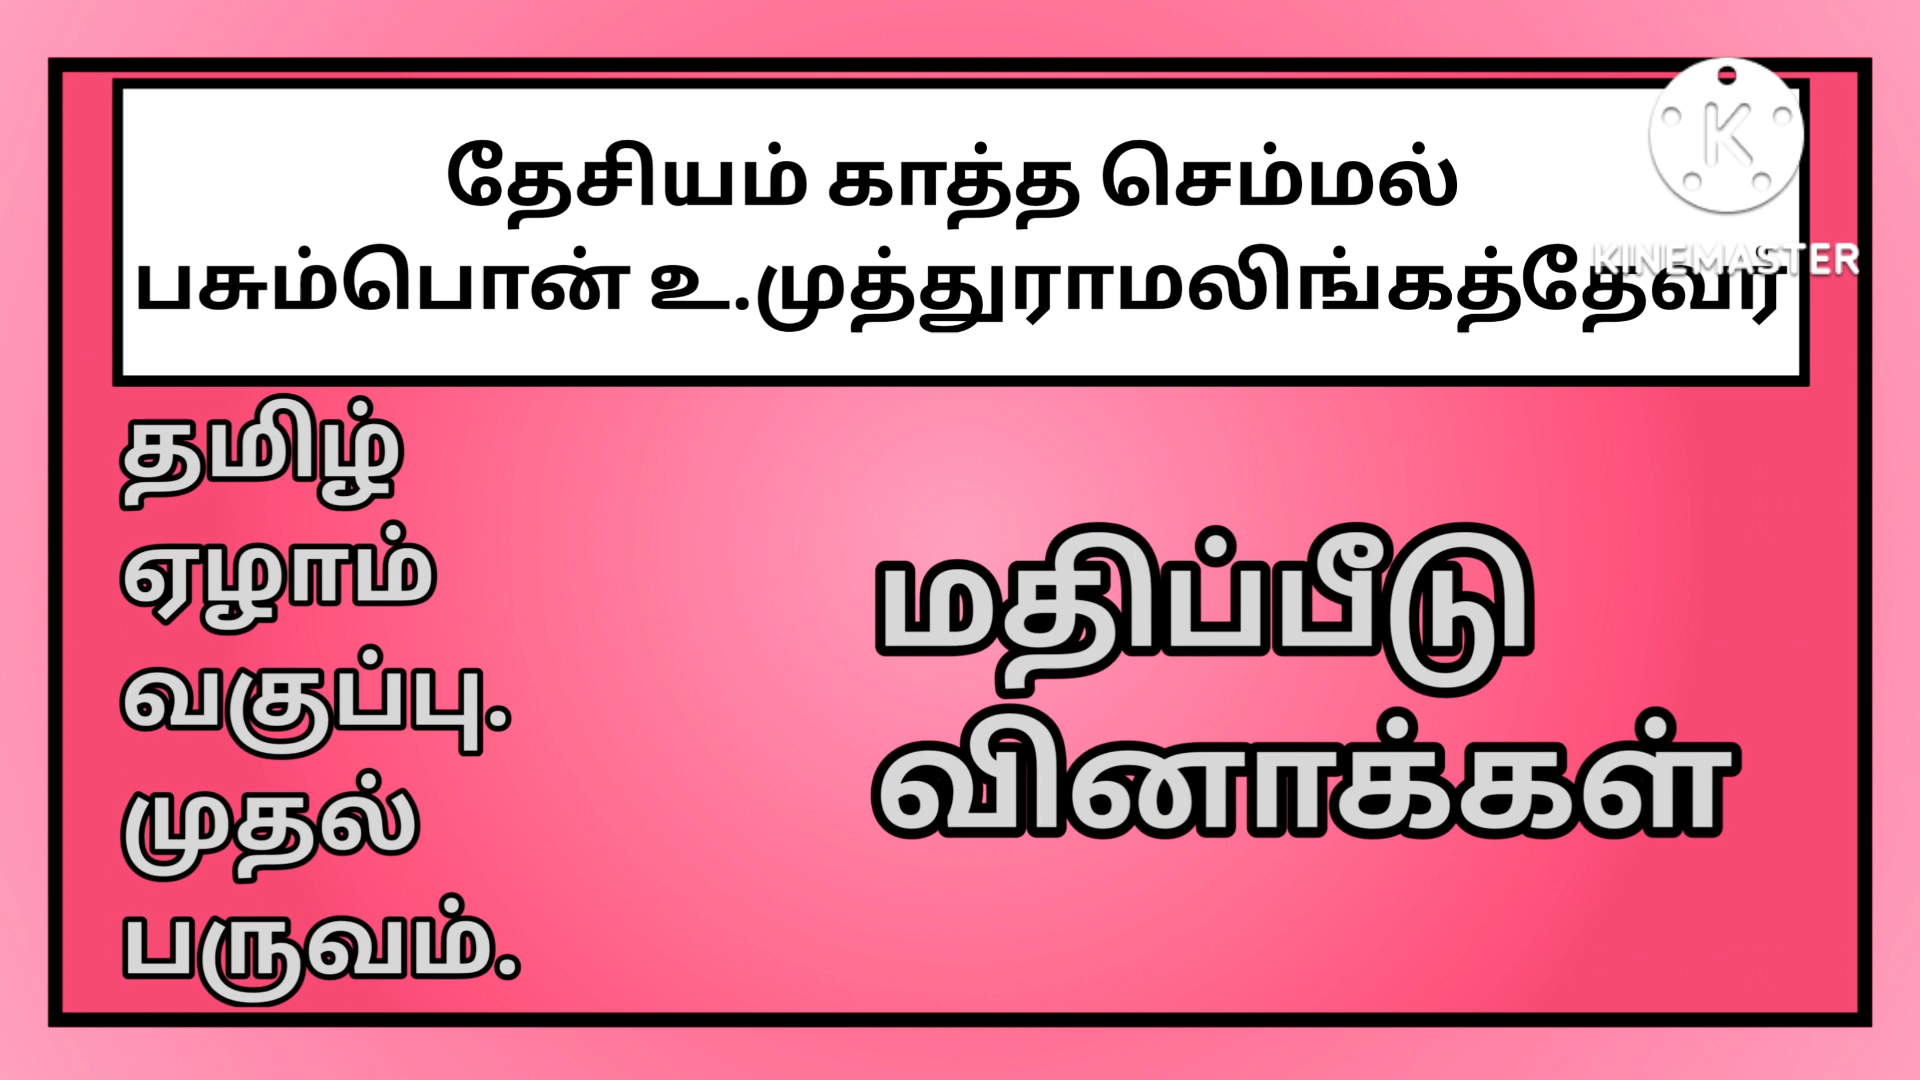 தேசியம் காத்த செம்மல்
பசும்பொன் உ.முத்துராமலிங்கத்தேவர்
K
KINEMASTER
தமிழ்
ஏழாம்
வகுப்பு.
முதல்
பருவம்.
மதிப்பீடு
வினாக்கள்